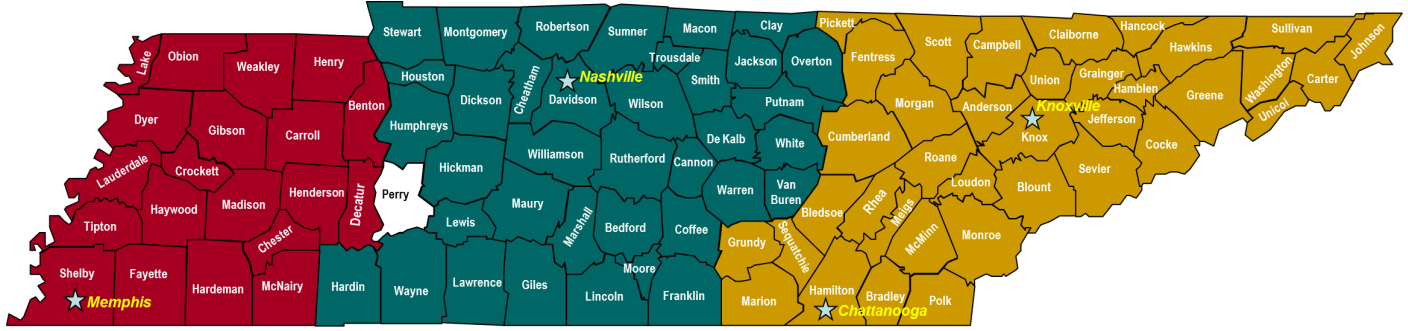 Lake
Obion
Weakley
Henry
Benton
Dyer
Gibson
Carroll
Lauderdale
Crockett
Haywood
Madison
Henderson
Decatur
Tipton
Chester
Shelby
Fayette
Hardeman
McNairy
Memphis
Stewart
Montgomery
Robertson
Sumner
Macon
Clay
Trousdale
Houston
Dickson
Cheatham
Nashville
Davidson
Wilson
Smith
Jackson
Overton
Putnam
Humphreys
Hickman
Williamson
Rutherford
Cannon
De Kalb
White
Warren
Van
Buren
Perry
Lewis
Maury
Marshall
Bedford
Coffee
Moore
Hardin
Wayne
Lawrence
Giles
Lincoln
Franklin
Pickett
Fentress
Scott
Campbell
Claiborne
Hancock
Hawkins
Sullivan
Johnson
Union
Grainger
Hamblen
Greene
Washington
Carter
Unicoi
Morgan
Anderson
Knoxville
Knox
Jefferson
Cocke
Cumberland
Roane
Loudon
Blount
Sevier
Bledsoe
Rhea
Meigs
McMinn
Monroe
Grundy
Sequatchie
Marion
Hamilton
Chattanooga
Bradley
Polk